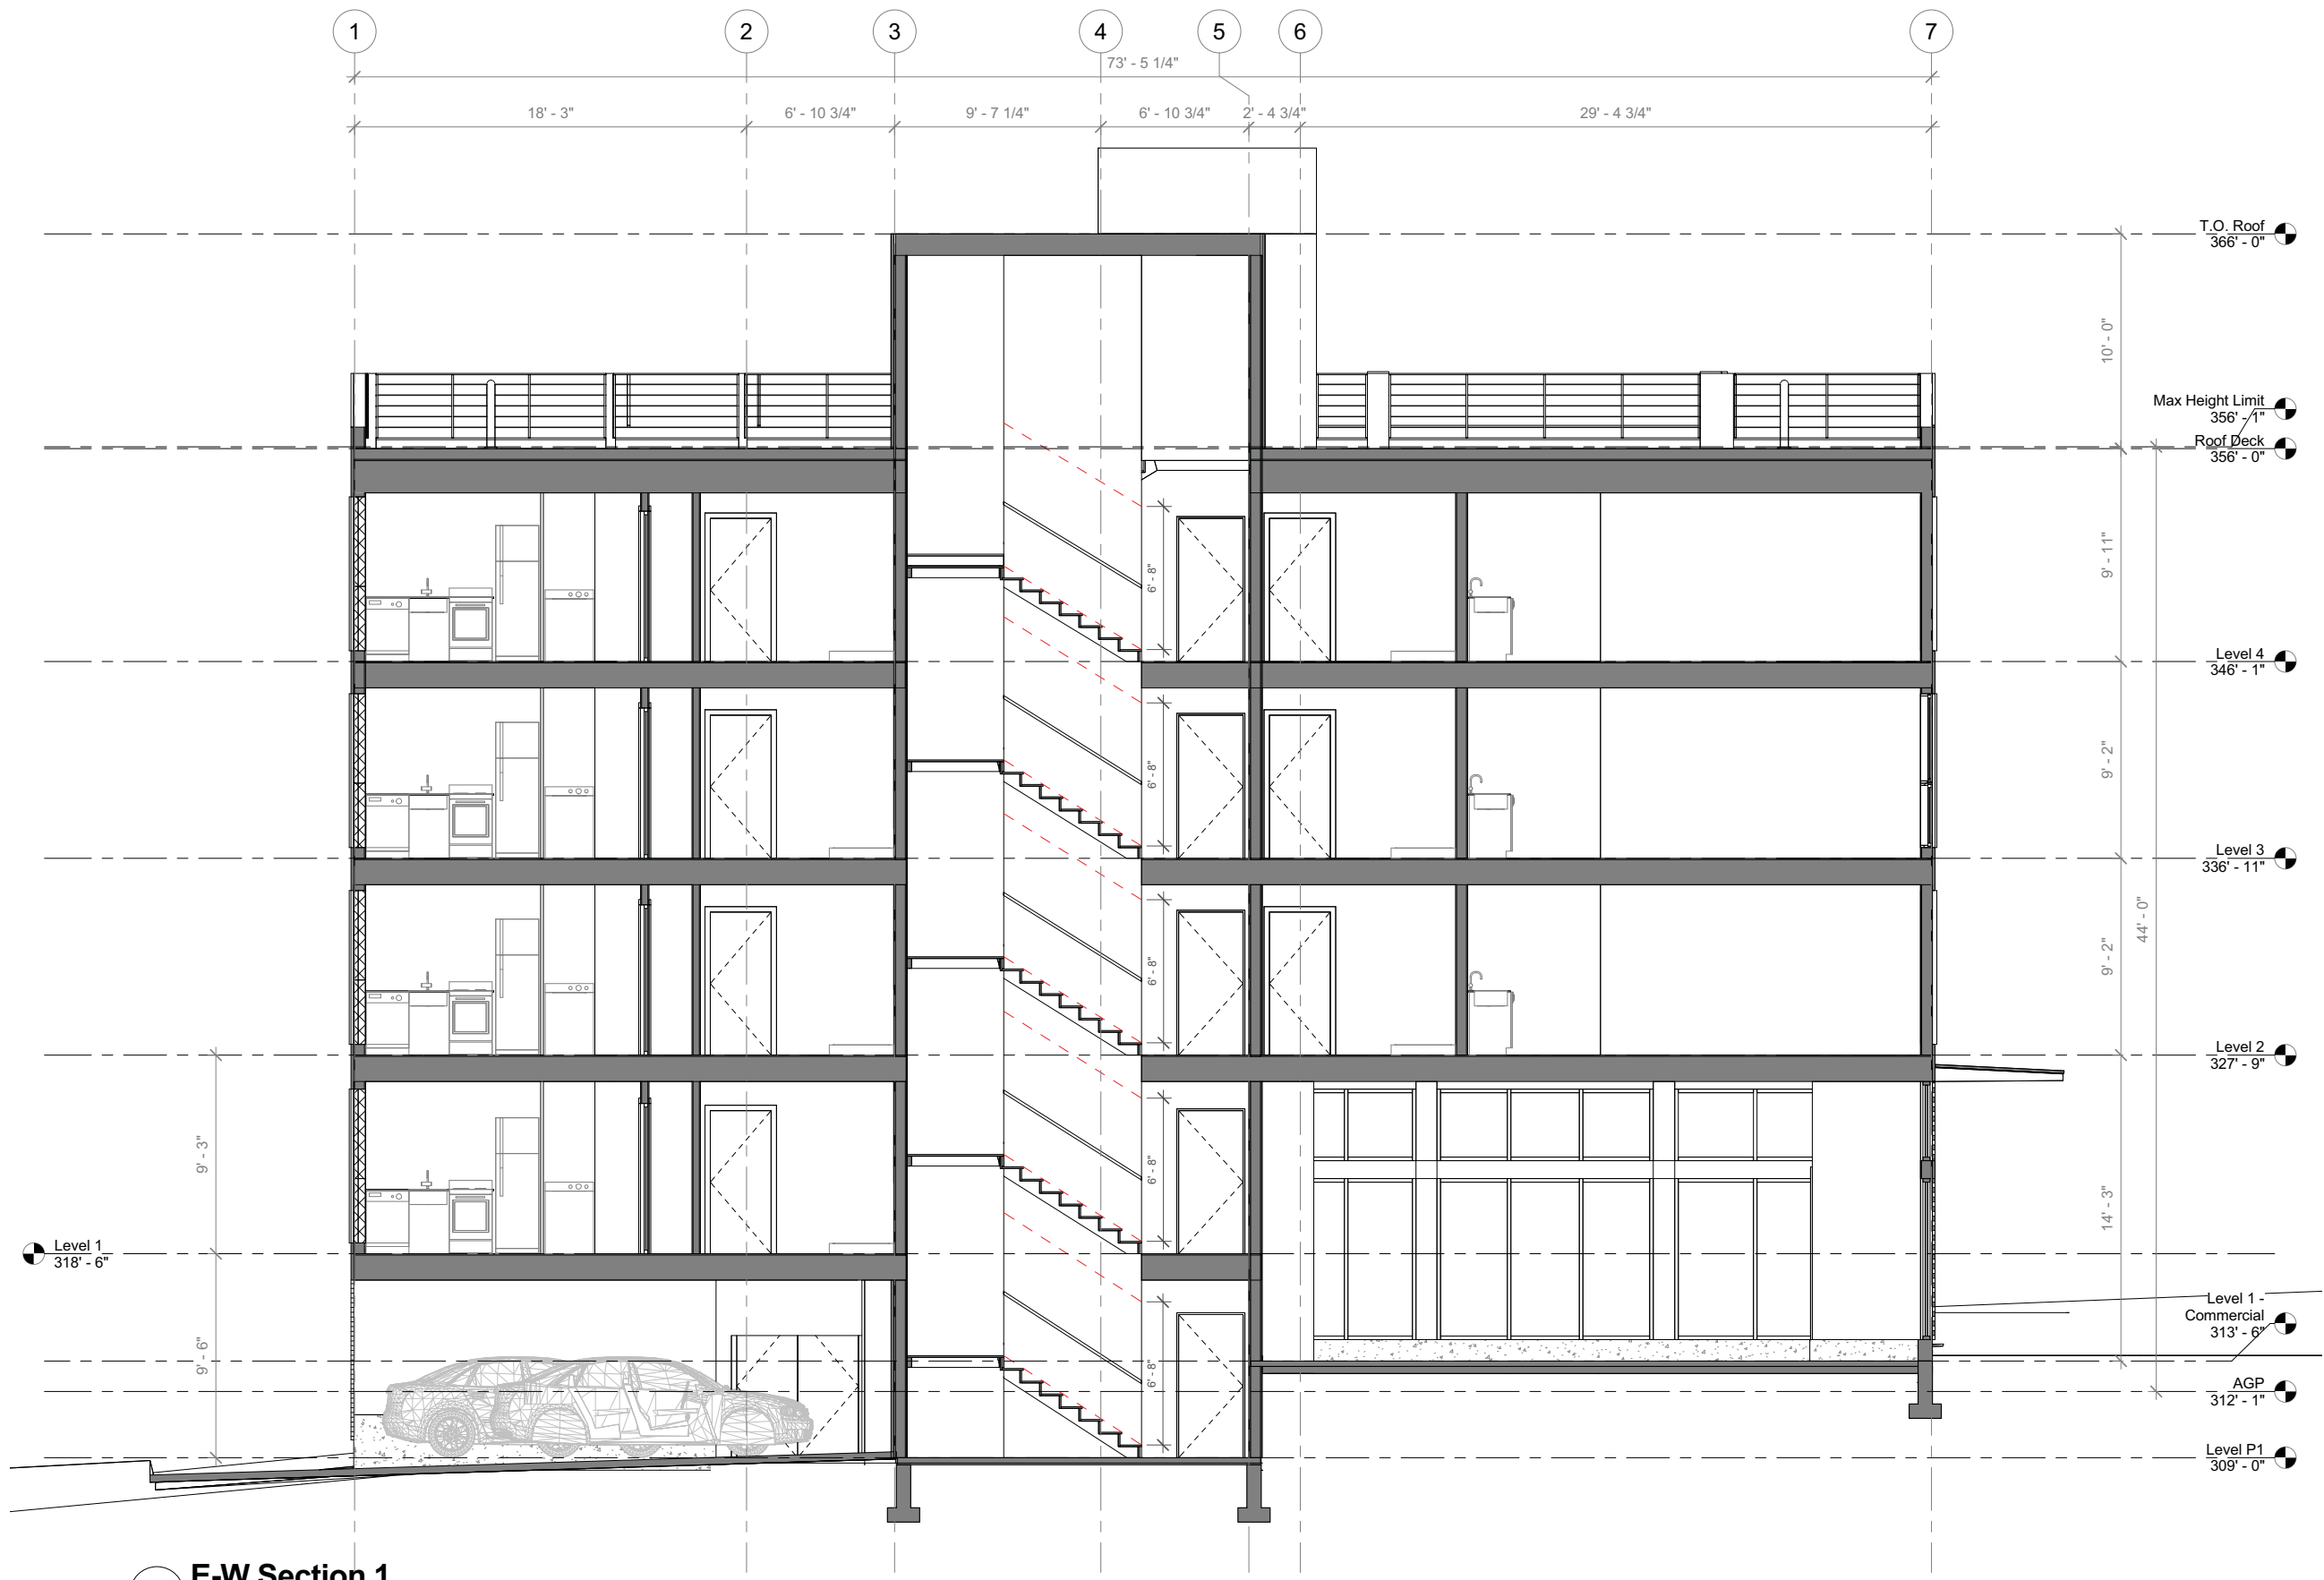 1 2 3 4 5 6 7
73' - 5 1/4"
18' - 3" 6' - 10 3/4" 9' - 7 1/4" 6' - 10 3/4" 2' - 4 3/4" 29' - 4 3/4"
T.O. Roof
366' - 0"
10' - 0"
Max Height Limit
356' - 1"
Roof Deck
356' - 0"
9' - 11"
6' - 8"
Level 4
346' - 1"
9' - 2"
6' - 8"
Level 3
336' - 11"
44' - 0"
9' - 2"
6' - 8"
Level 2
327' - 9"
9' - 3"
6' - 8"
14' - 3"
Level 1
318' - 6"
Level 1 -
Commercial
313' - 6"
9' - 6"
6' - 8"
AGP
312' - 1"
Level P1
309' - 0"
E-W Section 1